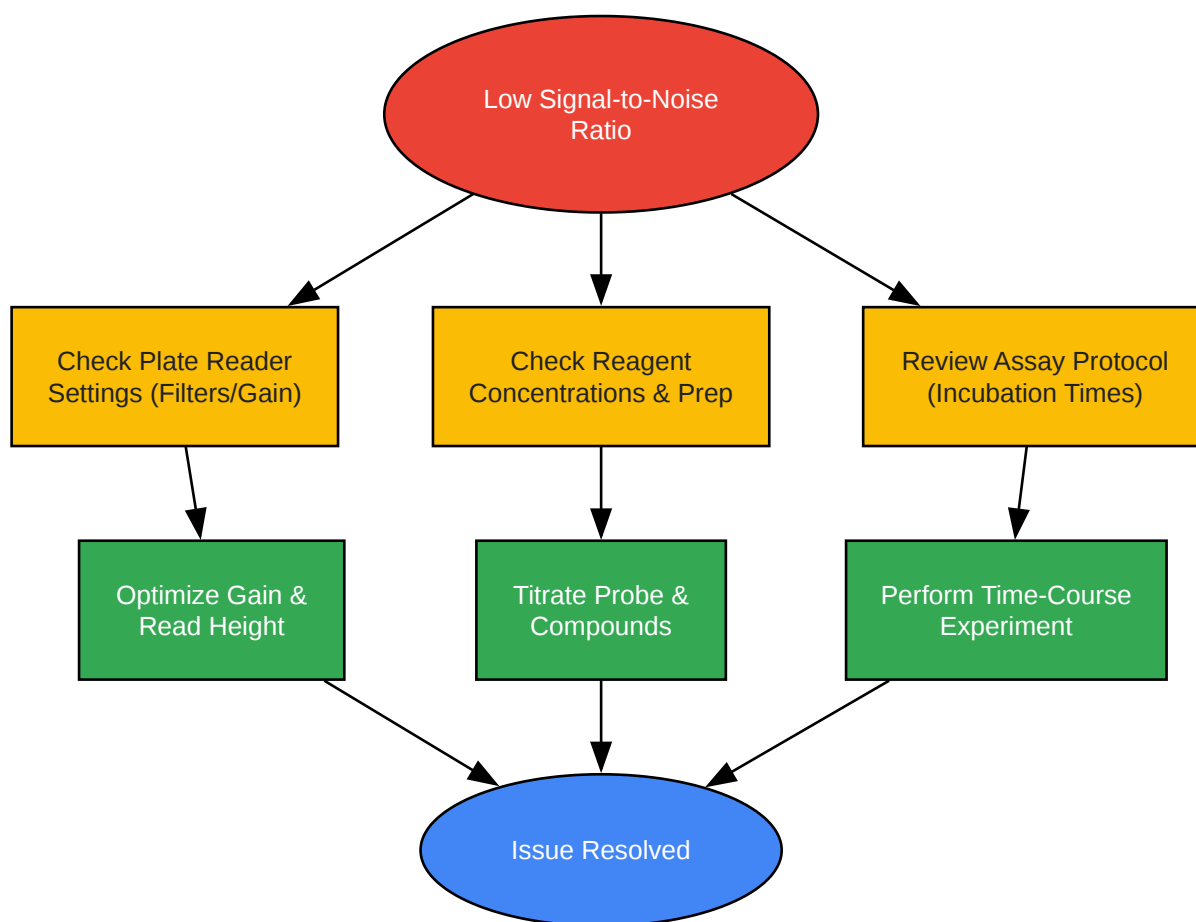 Low Signal-to-Noise
Ratio
Check Plate Reader
Settings (Filters/Gain)
Check Reagent
Concentrations & Prep
Review Assay Protocol
(Incubation Times)
Optimize Gain &
Read Height
Titrate Probe &
Compounds
Perform Time-Course
Experiment
Issue Resolved